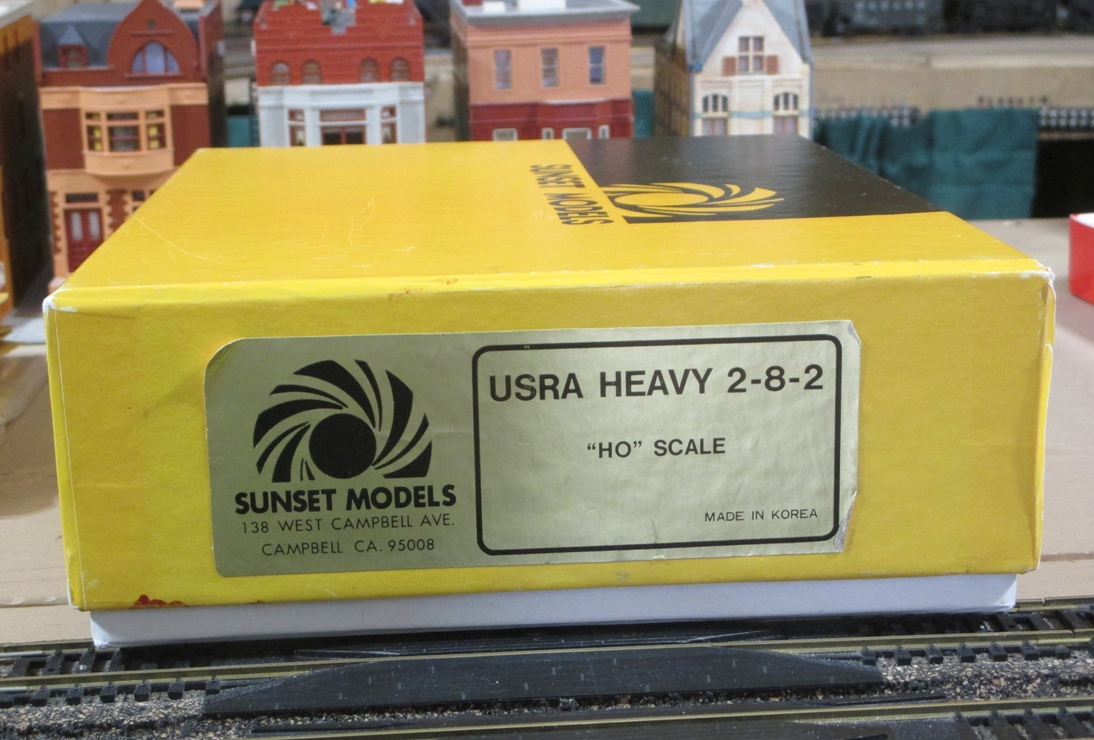 SUNSET MODELS
SUNSET MODELS
138 WEST CAMPBELL AVE.
CAMPBELL CA. 95008
USRA HEAVY 2-8-2
“HO” SCALE
MADE IN KOREA